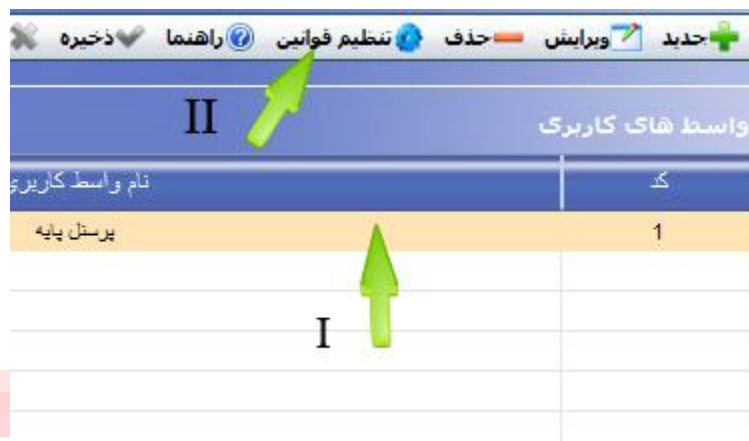 جدید ویرایش حذف تنظیم قوانین راهنما ذخیره
II
واسط های کاربری
کد نام واسط کاربری
1 پرسنل پایه
I